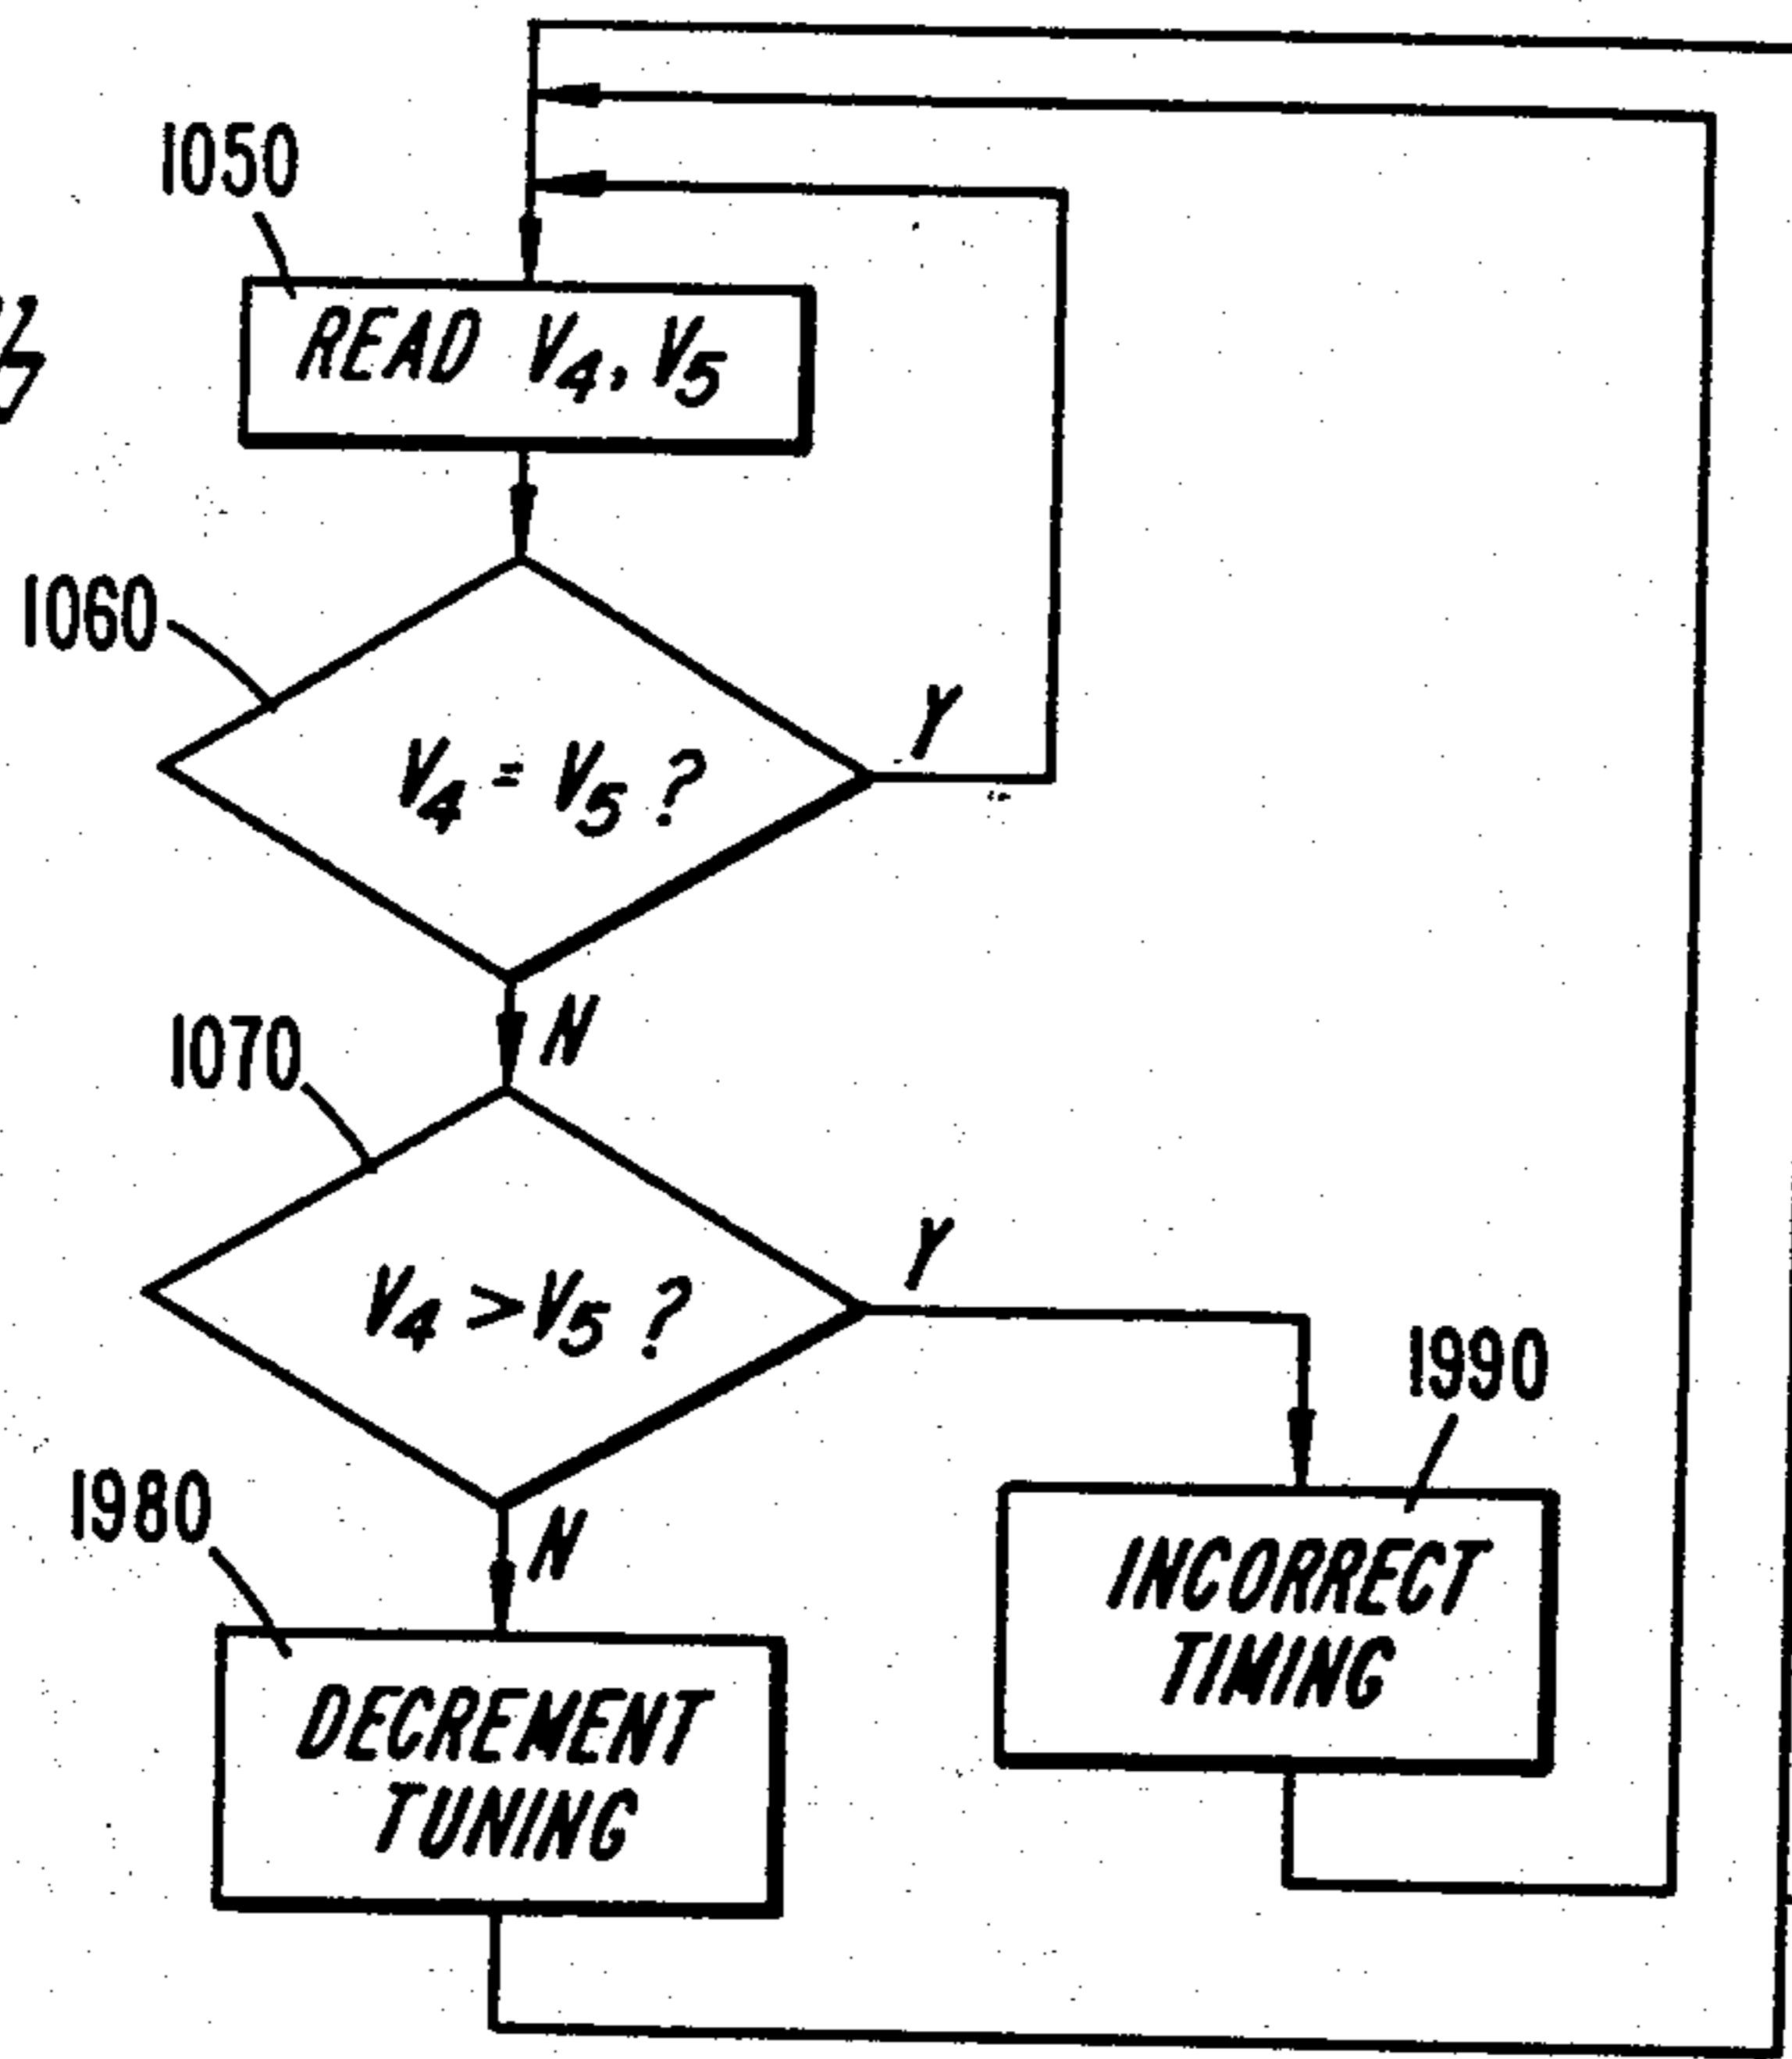 1050
READ V4, V5
1060
V4 = V5 ?
Y
N
1070
V4 > V5 ?
Y
N
1990
INCORRECT
TIMING
1980
DECREMENT
TUNING